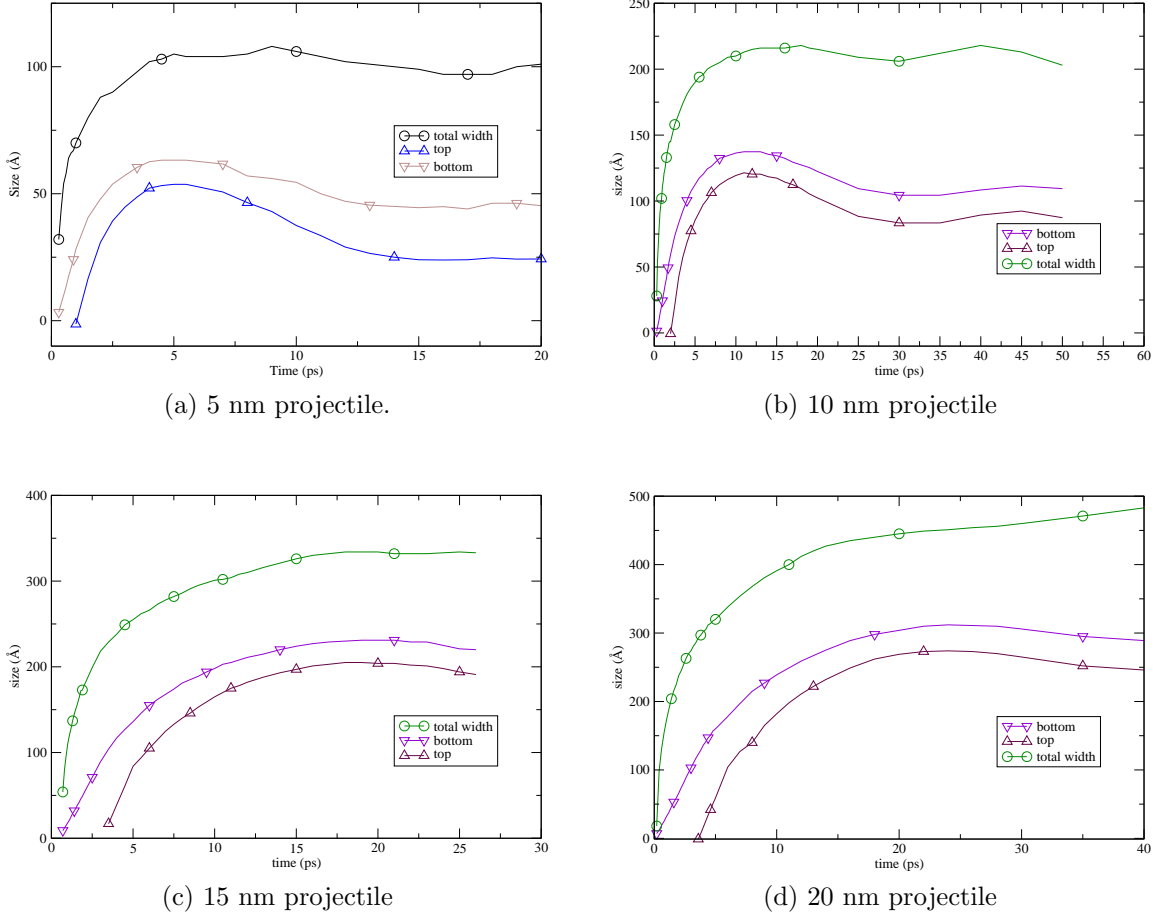 100
50
0
Size (Å)
0
5
10
15
20
Time (ps)
total width
top
bottom
(a) 5 nm projectile.
250
200
150
100
50
0
size (Å)
0
5
10
15
20
25
30
35
40
45
50
55
60
time (ps)
bottom
top
total width
(b) 10 nm projectile
400
300
200
100
0
size (Å)
0
5
10
15
20
25
30
time (ps)
total width
bottom
top
(c) 15 nm projectile
500
400
300
200
100
0
size (Å)
0
10
20
30
40
time (ps)
bottom
top
total width
(d) 20 nm projectile